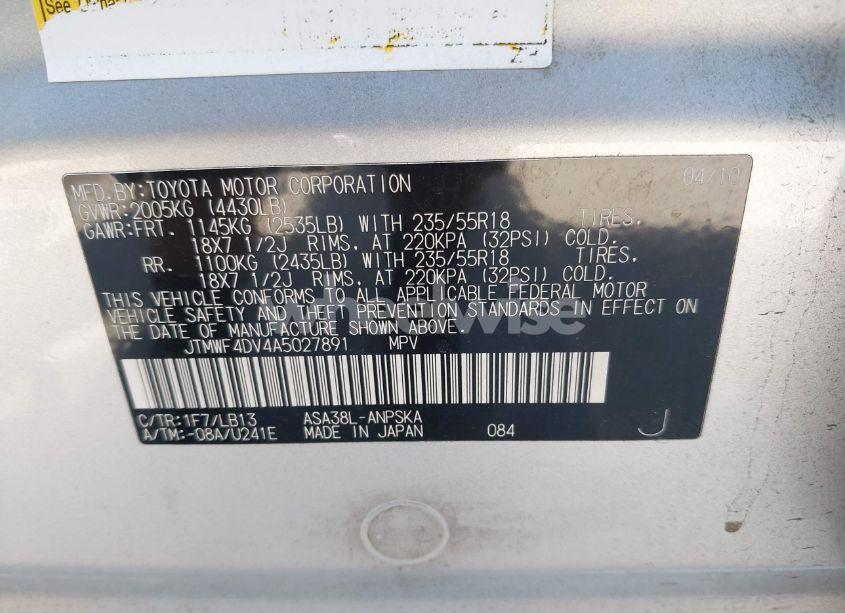 See
MFD.BY:TOYOTA MOTOR CORPORATION 04/10
GVWR:2005KG (4430LB)
GAWR:FRT. 1145KG (2535LB) WITH 235/55R18 TIRES,
18X7 1/2J RIMS, AT 220KPA (32PSI) COLD.
RR. 1100KG (2435LB) WITH 235/55R18 TIRES,
18X7 1/2J RIMS, AT 220KPA (32PSI) COLD.
THIS VEHICLE CONFORMS TO ALL APPLICABLE FEDERAL MOTOR
VEHICLE SAFETY AND THEFT PREVENTION STANDARDS IN EFFECT ON
THE DATE OF MANUFACTURE SHOWN ABOVE.
JTMWF4DV4A5027891 MPV
C/TR:1F7/LB13 ASA38L-ANPSKA
A/TM:-08A/U241E MADE IN JAPAN 084 J